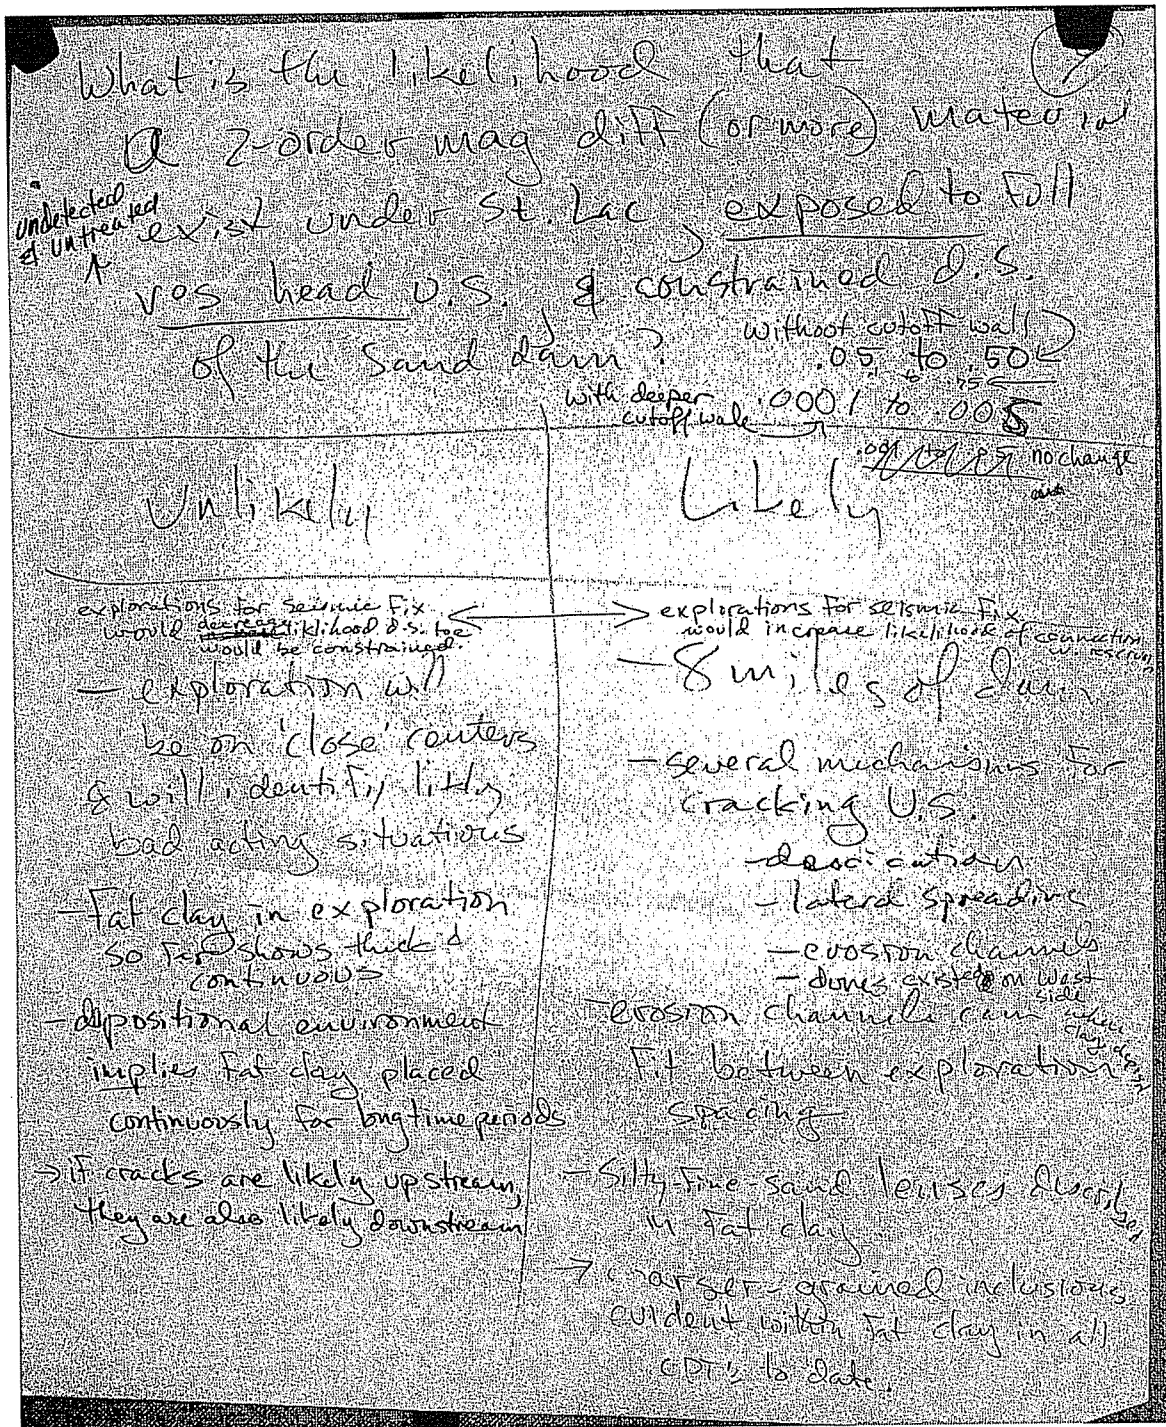 What is the likelihood that
a 2-order mag diff (or more) material
undetected
& untreated
exist under St. Lac, exposed to full
res head U.S. & constrained d.S.
of the Sand dam?
without cutoff wall
.05 to .50
.1 to .75
with deeper
cutoff wall
.0001 to .005
no change
Unlikely
explorations for seismic Fix
would decrease liklihood d.s. toe
would be constrained.
- exploration will
be on 'close' centers
& will identify
bad acting situations
- Fat clay in exploration
so far shows thick &
continuous
- depositional environment
implies fat clay placed
continuously for long time periods
→ if cracks are likely upstream,
they are also likely downstream
Likely
explorations for seismic Fix
would increase likelihood of connection
w reservoir
- 8 miles of dam
- several mechanisms for
cracking U.S.
- lateral spreading
- erosion channels
- dunes exist on west
side
- erosion channels can
Fit between exploration
spacing
- Silty-fine-sand lenses described
in fat clay
→ coarser-grained inclusions
evident within fat clay in all
CPT's to date.